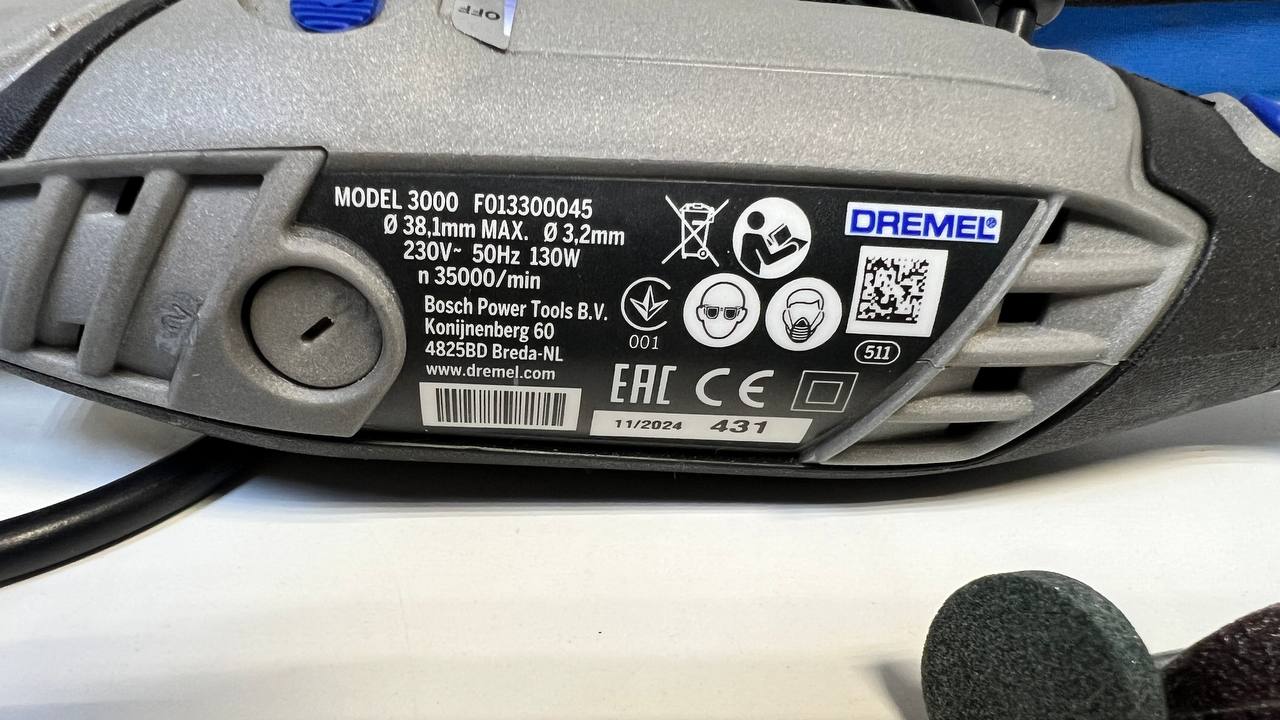 OFF
MODEL 3000 F013300045
Ø 38,1mm MAX. Ø 3,2mm
230V~ 50Hz 130W
n 35000/min
Bosch Power Tools B.V.
Konijnenberg 60
4825BD Breda-NL
www.dremel.com
001
DREMEL®
511
EAC CE
11/2024 431